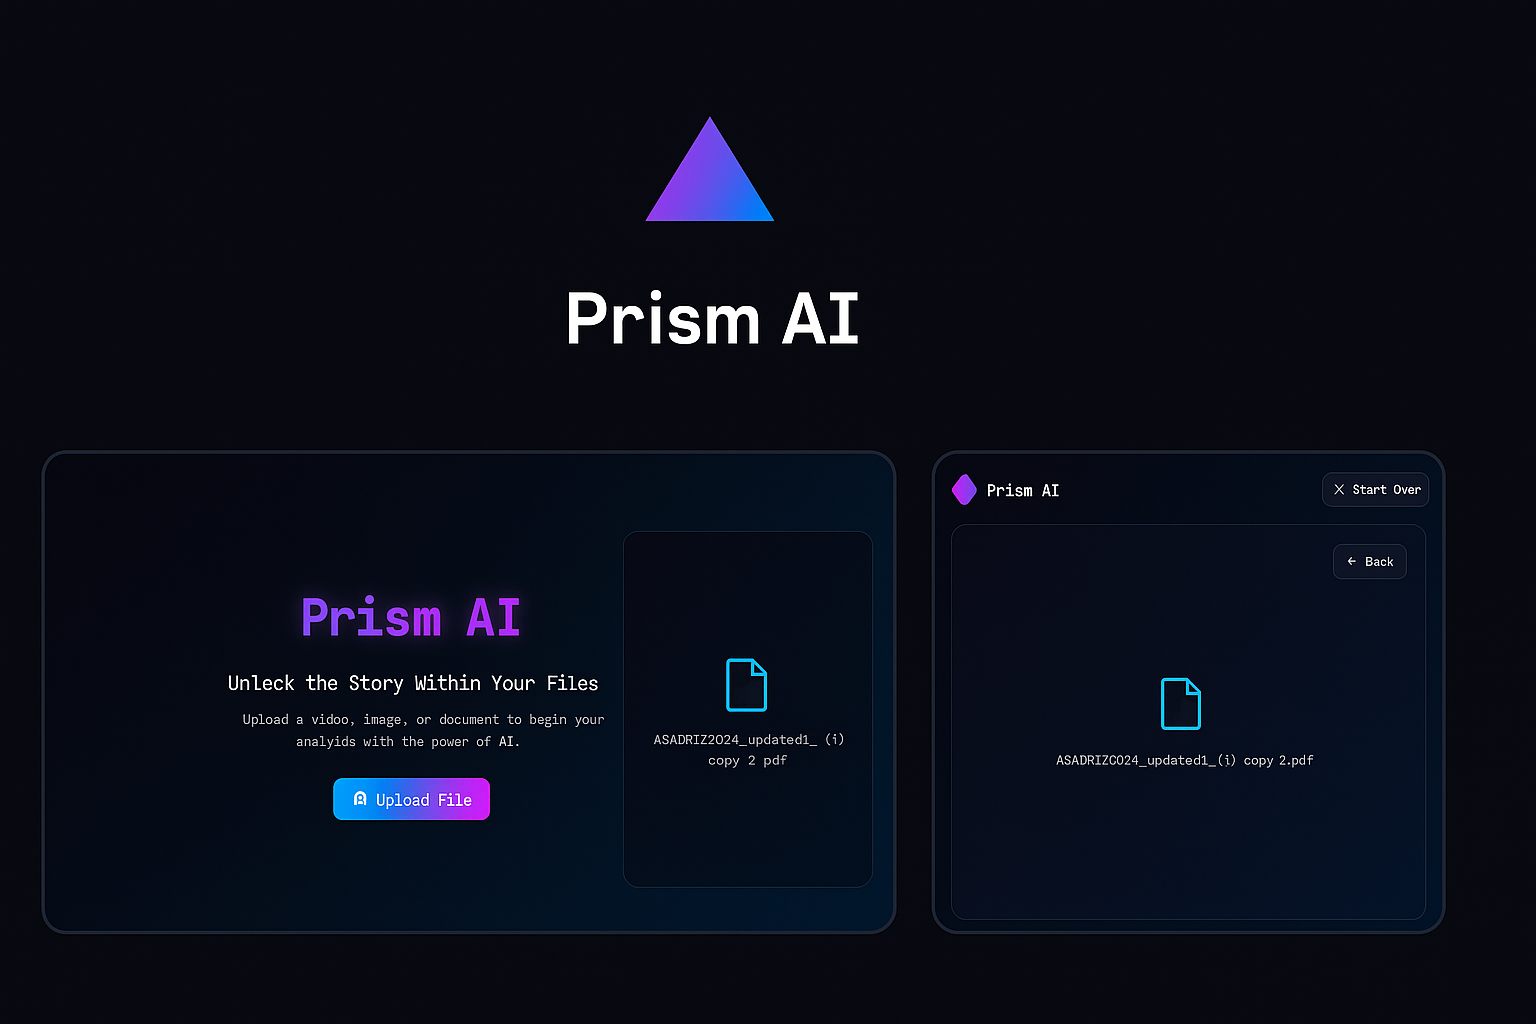 Prism AI
Prism AI
Unleck the Story Within Your Files
Upload a vidoo, image, or document to begin your
analyids with the power of AI.
Upload File
ASADRIZ2024_updated1_ (i)
copy 2 pdf
Prism AI
X Start Over
← Back
ASADRIZCO24_updated1_(i) copy 2.pdf